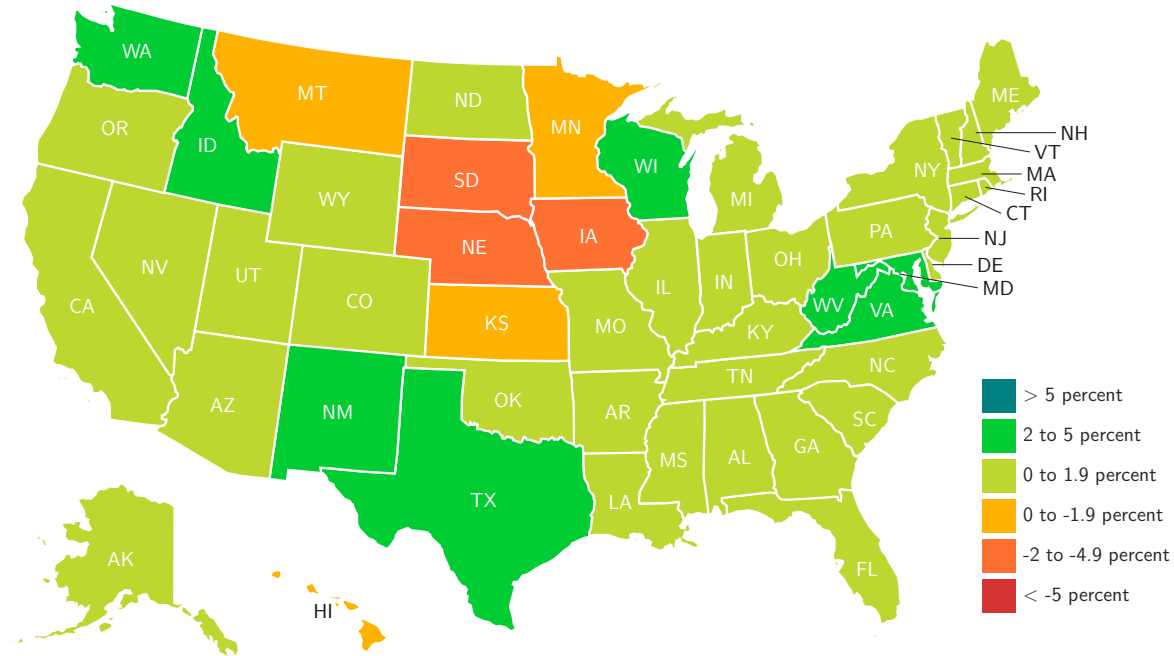 WA
MT
ND
MN
ME
OR
ID
SD
WI
NY
NH
VT
MA
RI
CT
WY
MI
NE
IA
PA
NJ
DE
MD
NV
UT
CO
IL
IN
OH
WV
VA
CA
KS
MO
KY
NC
AZ
NM
OK
AR
TN
SC
MS
AL
GA
TX
LA
FL
AK
HI
> 5 percent
2 to 5 percent
0 to 1.9 percent
0 to -1.9 percent
-2 to -4.9 percent
< -5 percent